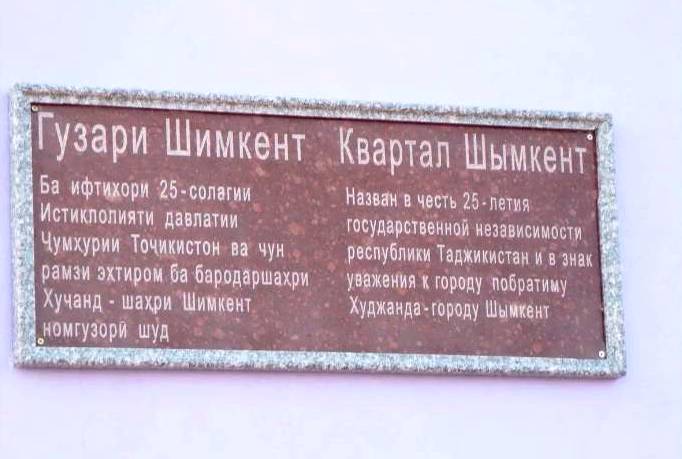 Гузари Шимкент
Ба ифтихори 25-солагии
Истиқлолияти давлатии
Ҷумҳурии Тоҷикистон ва чун
рамзи эҳтиром ба бародаршаҳри
Хуҷанд - шаҳри Шимкент
номгузорӣ шуд
Квартал Шымкент
Назван в честь 25-летия
государственной независимости
республики Таджикистан и в знак
уважения к городу побратиму
Худжанда-городу Шымкент